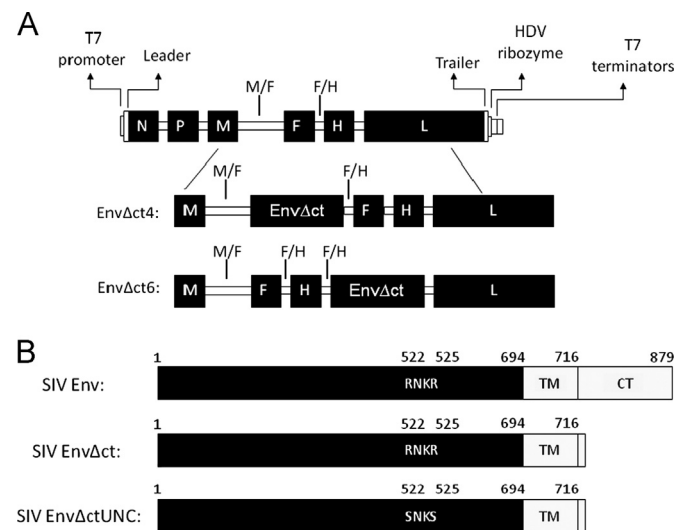 A
T7 promoter
Leader
Trailer
HDV ribozyme
T7 terminators
M/F
F/H
N P M F H L
M/F
F/H
EnvΔct4: M EnvΔct F H L
M/F
F/H
F/H
EnvΔct6: M F H EnvΔct L
B
1 522 525 694 716 879
SIV Env: RNKR TM CT
1 522 525 694 716
SIV EnvΔct: RNKR TM
1 522 525 694 716
SIV EnvΔctUNC: SNKS TM